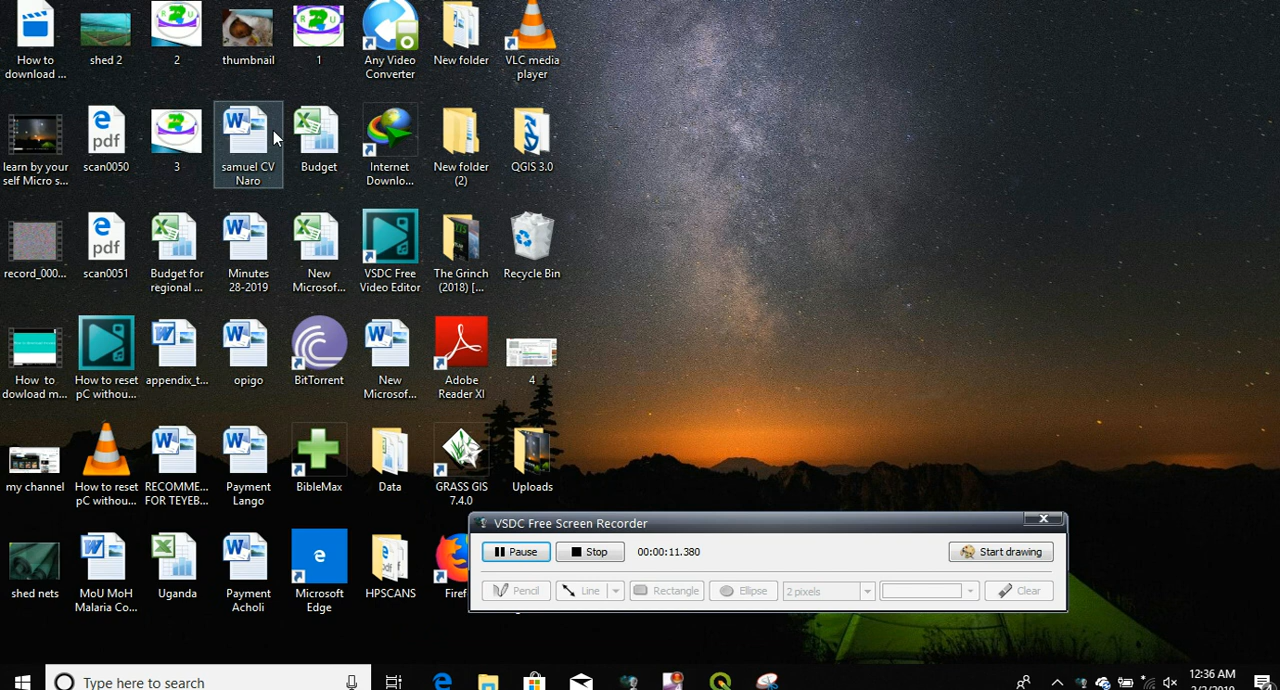 How to
download ...
shed 2
2
thumbnail
1
Any Video
Converter
New folder
VLC media
player
learn by your
self Micro s...
scan0050
3
samuel CV
Naro
Budget
Internet
Downlo...
New folder
(2)
QGIS 3.0
record_000...
scan0051
Budget for
regional ...
Minutes
28-2019
New
Microsof...
VSDC Free
Video Editor
The Grinch
(2018) [...
Recycle Bin
How to
dowload m...
How to reset
pC withou...
appendix_t...
opigo
BitTorrent
New
Microsof...
Adobe
Reader XI
4
my channel
How to reset
pC withou...
RECOMME...
FOR TEYEB...
Payment
Lango
BibleMax
Data
GRASS GIS
7.4.0
Uploads
shed nets
MoU MoH
Malaria Co...
Uganda
Payment
Acholi
Microsoft
Edge
HPSCANS
Firef
VSDC Free Screen Recorder
Pause
Stop
00:00:11.380
Start drawing
Pencil
Line
Rectangle
Ellipse
2 pixels
Clear
Type here to search
12:36 AM